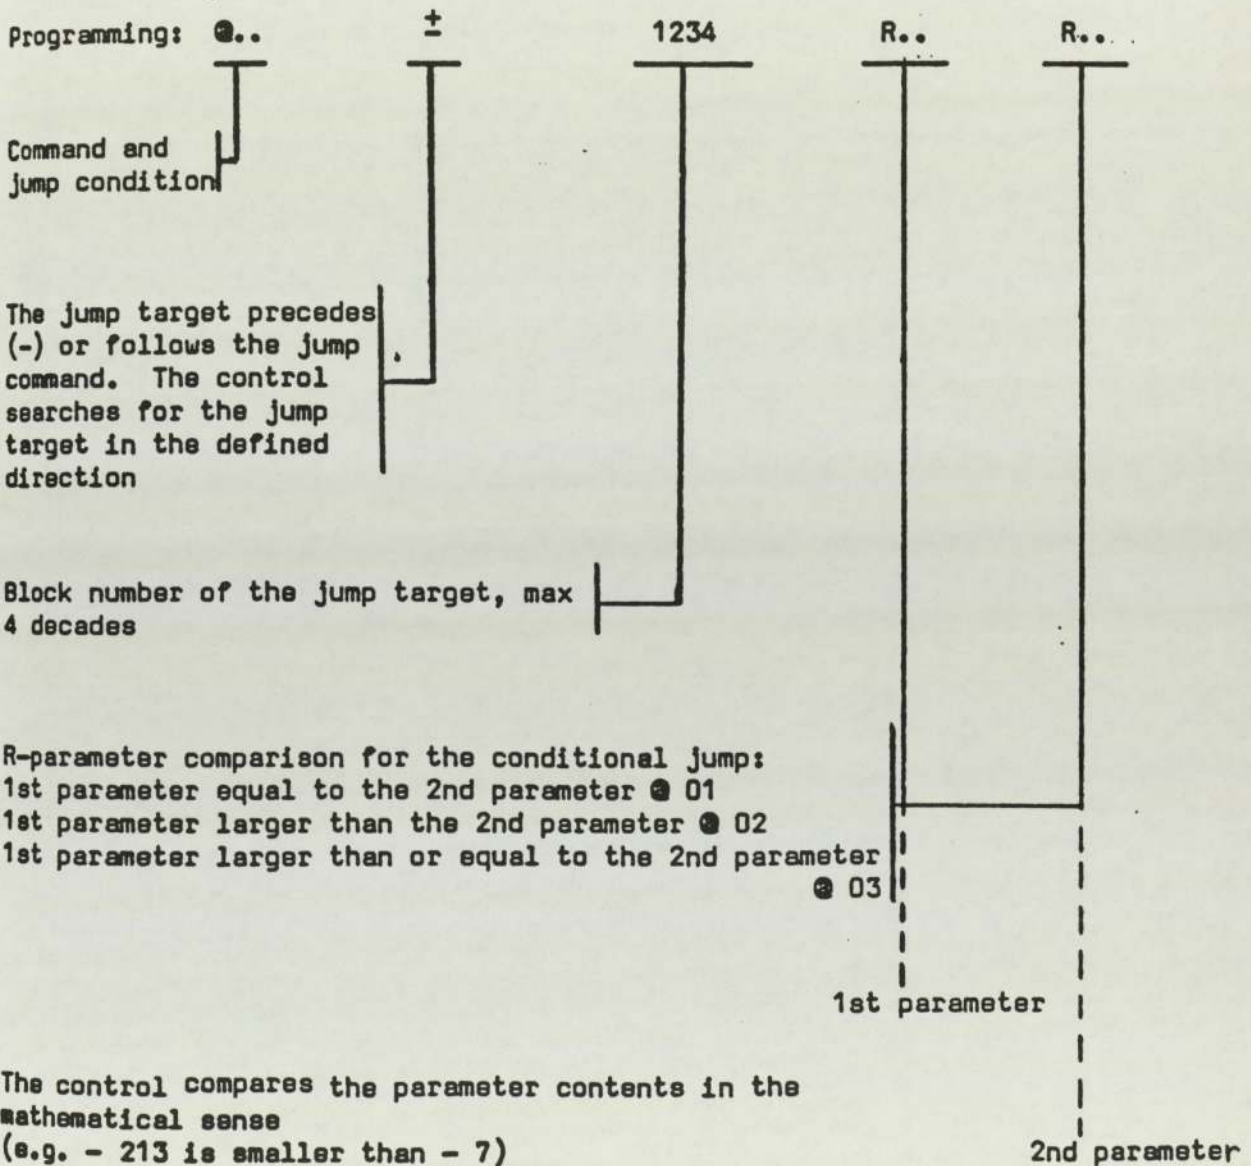 Programming: @.. ± 1234 R.. R..
Command and
jump condition
The jump target precedes
(-) or follows the jump
command. The control
searches for the jump
target in the defined
direction
Block number of the jump target, max
4 decades
R-parameter comparison for the conditional jump:
1st parameter equal to the 2nd parameter @ 01
1st parameter larger than the 2nd parameter @ 02
1st parameter larger than or equal to the 2nd parameter
@ 03
1st parameter
The control compares the parameter contents in the
mathematical sense
(e.g. - 213 is smaller than - 7)
2nd parameter